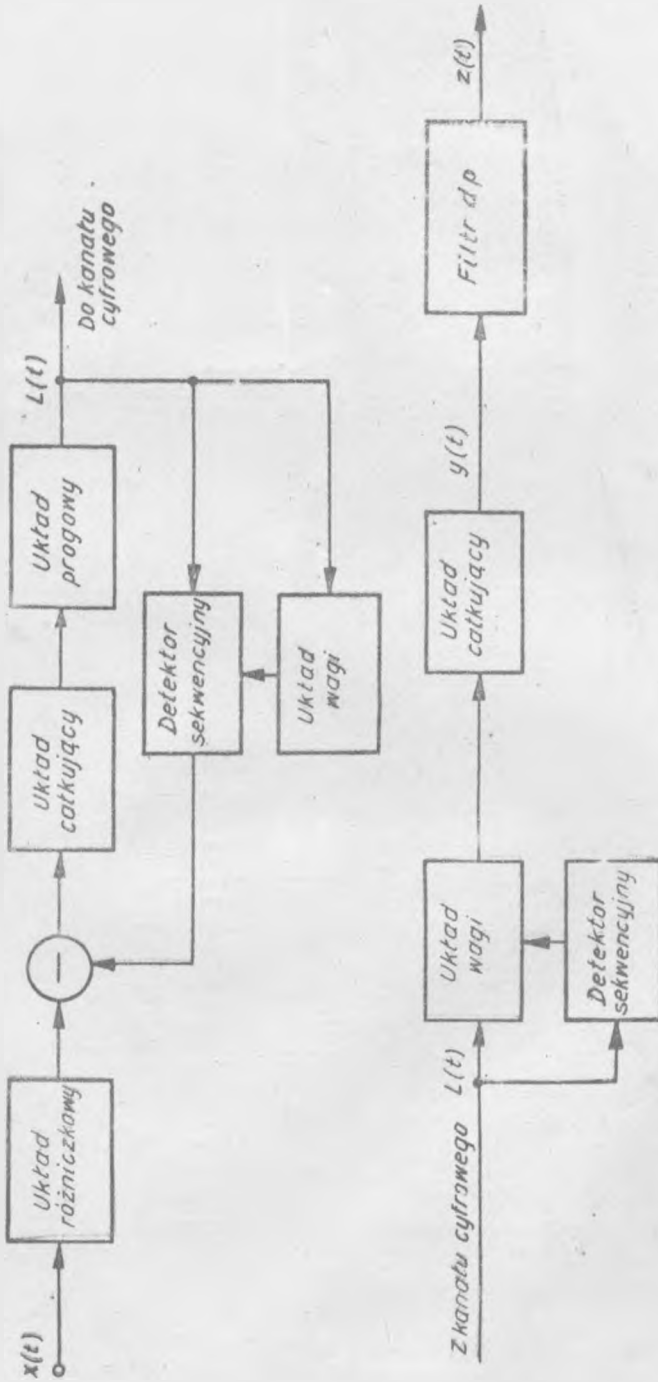 x(t)
Układ
różniczkowy
−
Układ
całkujący
Układ
progowy
L(t)
Do kanału
cyfrowego
Detektor
sekwencyjny
Układ
wagi
Z kanału cyfrowego
L(t)
Układ
wagi
Detektor
sekwencyjny
Układ
całkujący
y(t)
Filtr dp
z(t)